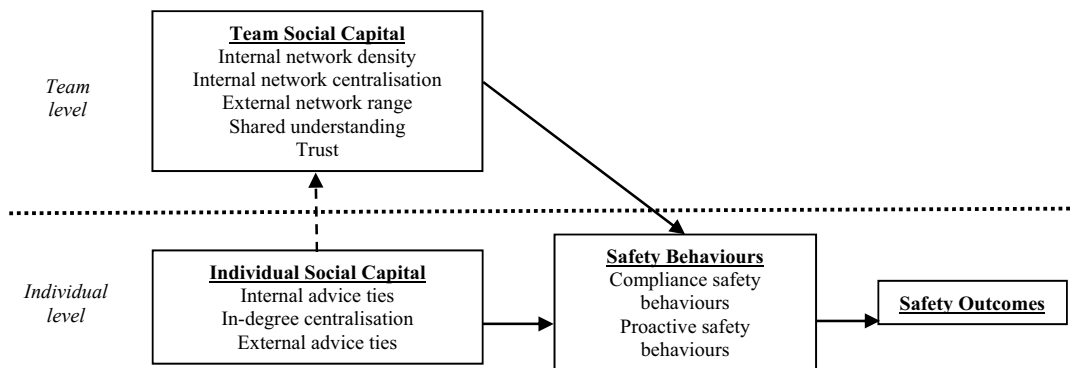 Team Social Capital
Internal network density
Internal network centralisation
External network range
Shared understanding
Trust
Team
level
Individual
level
Individual Social Capital
Internal advice ties
In-degree centralisation
External advice ties
Safety Behaviours
Compliance safety
behaviours
Proactive safety
behaviours
Safety Outcomes